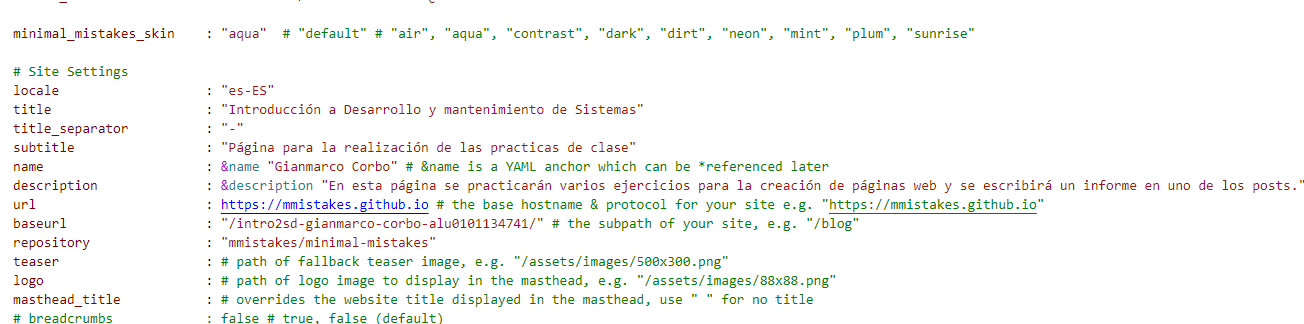 minimal_mistakes_skin : "aqua" # "default" # "air", "aqua", "contrast", "dark", "dirt", "neon", "mint", "plum", "sunrise"
# Site Settings
locale : "es-ES"
title : "Introducción a Desarrollo y mantenimiento de Sistemas"
title_separator : "-"
subtitle : "Página para la realización de las practicas de clase"
name : &name "Gianmarco Corbo" # &name is a YAML anchor which can be *referenced later
description : &description "En esta página se practicarán varios ejercicios para la creación de páginas web y se escribirá un informe en uno de los posts."
url : https://mmistakes.github.io # the base hostname & protocol for your site e.g. "https://mmistakes.github.io"
baseurl : "/intro2sd-gianmarco-corbo-alu0101134741/" # the subpath of your site, e.g. "/blog"
repository : "mmistakes/minimal-mistakes"
teaser : # path of fallback teaser image, e.g. "/assets/images/500x300.png"
logo : # path of logo image to display in the masthead, e.g. "/assets/images/88x88.png"
masthead_title : # overrides the website title displayed in the masthead, use " " for no title
# breadcrumbs : false # true, false (default)